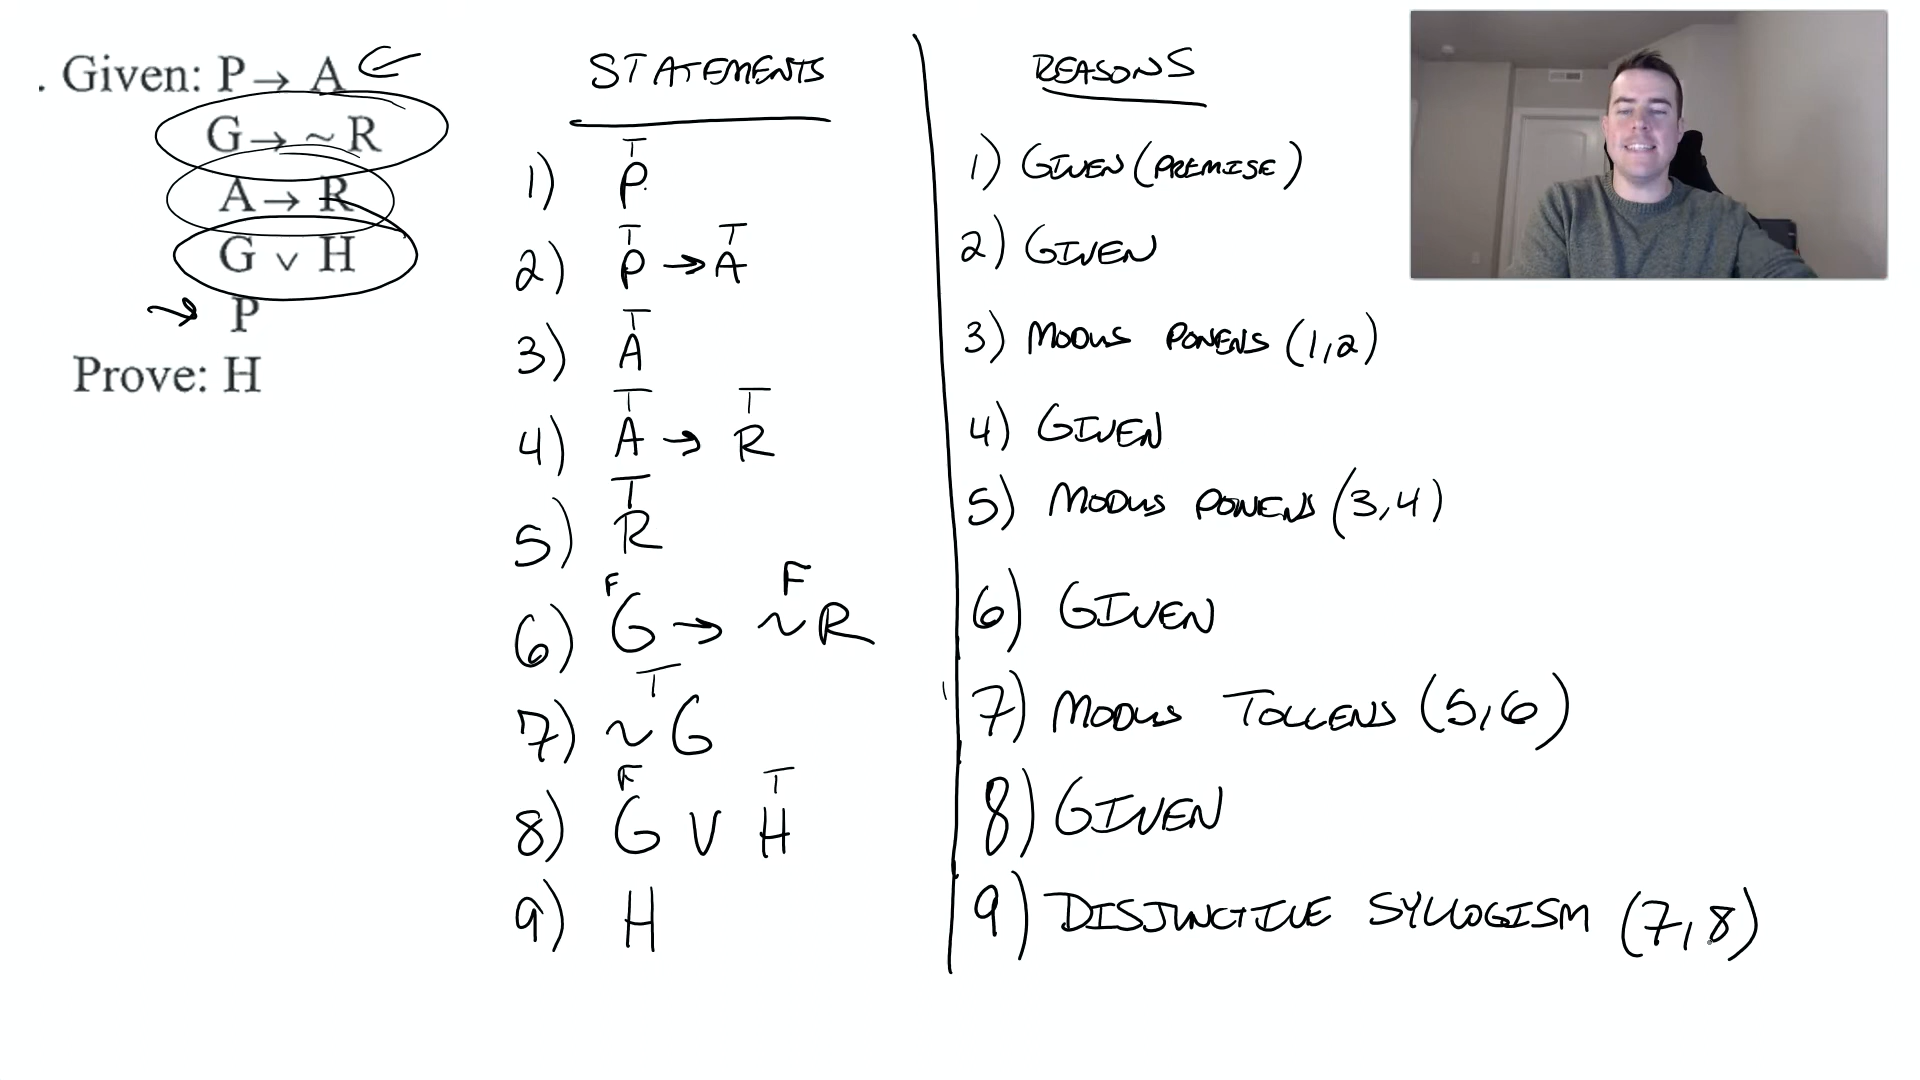 . Given: P → A ←
G → ~ R
A → R
G ∨ H
→ P
Prove: H
STATEMENTS
T
1) P
T T
2) P → A
T
3) A
T T
4) A → R
T
5) R
F F
6) G → ~R
T
7) ~G
F T
8) G ∨ H
9) H
REASONS
1) GIVEN (PREMISE)
2) GIVEN
3) MODUS PONENS (1,2)
4) GIVEN
5) MODUS PONENS (3,4)
6) GIVEN
7) MODUS TOLLENS (5,6)
8) GIVEN
9) DISJUNCTIVE SYLLOGISM (7,8)